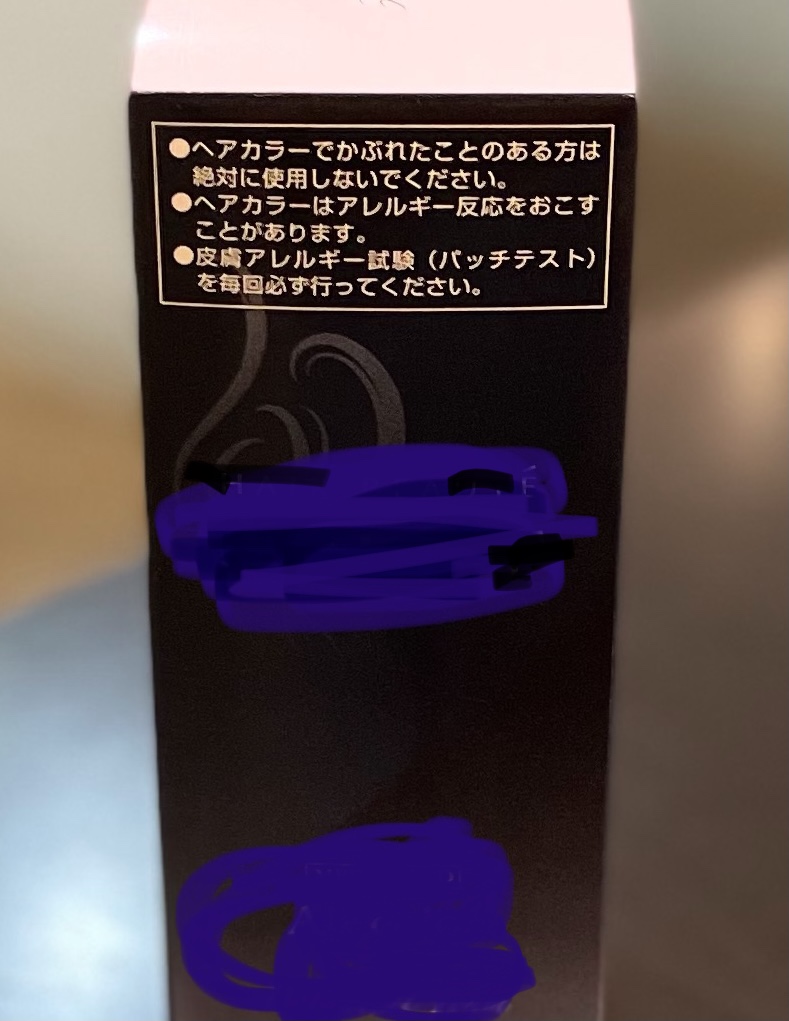 ●ヘアカラーでかぶれたことのある方は
絶対に使用しないでください。
●ヘアカラーはアレルギー反応をおこす
ことがあります。
●皮膚アレルギー試験（パッチテスト）
を毎回必ず行ってください。